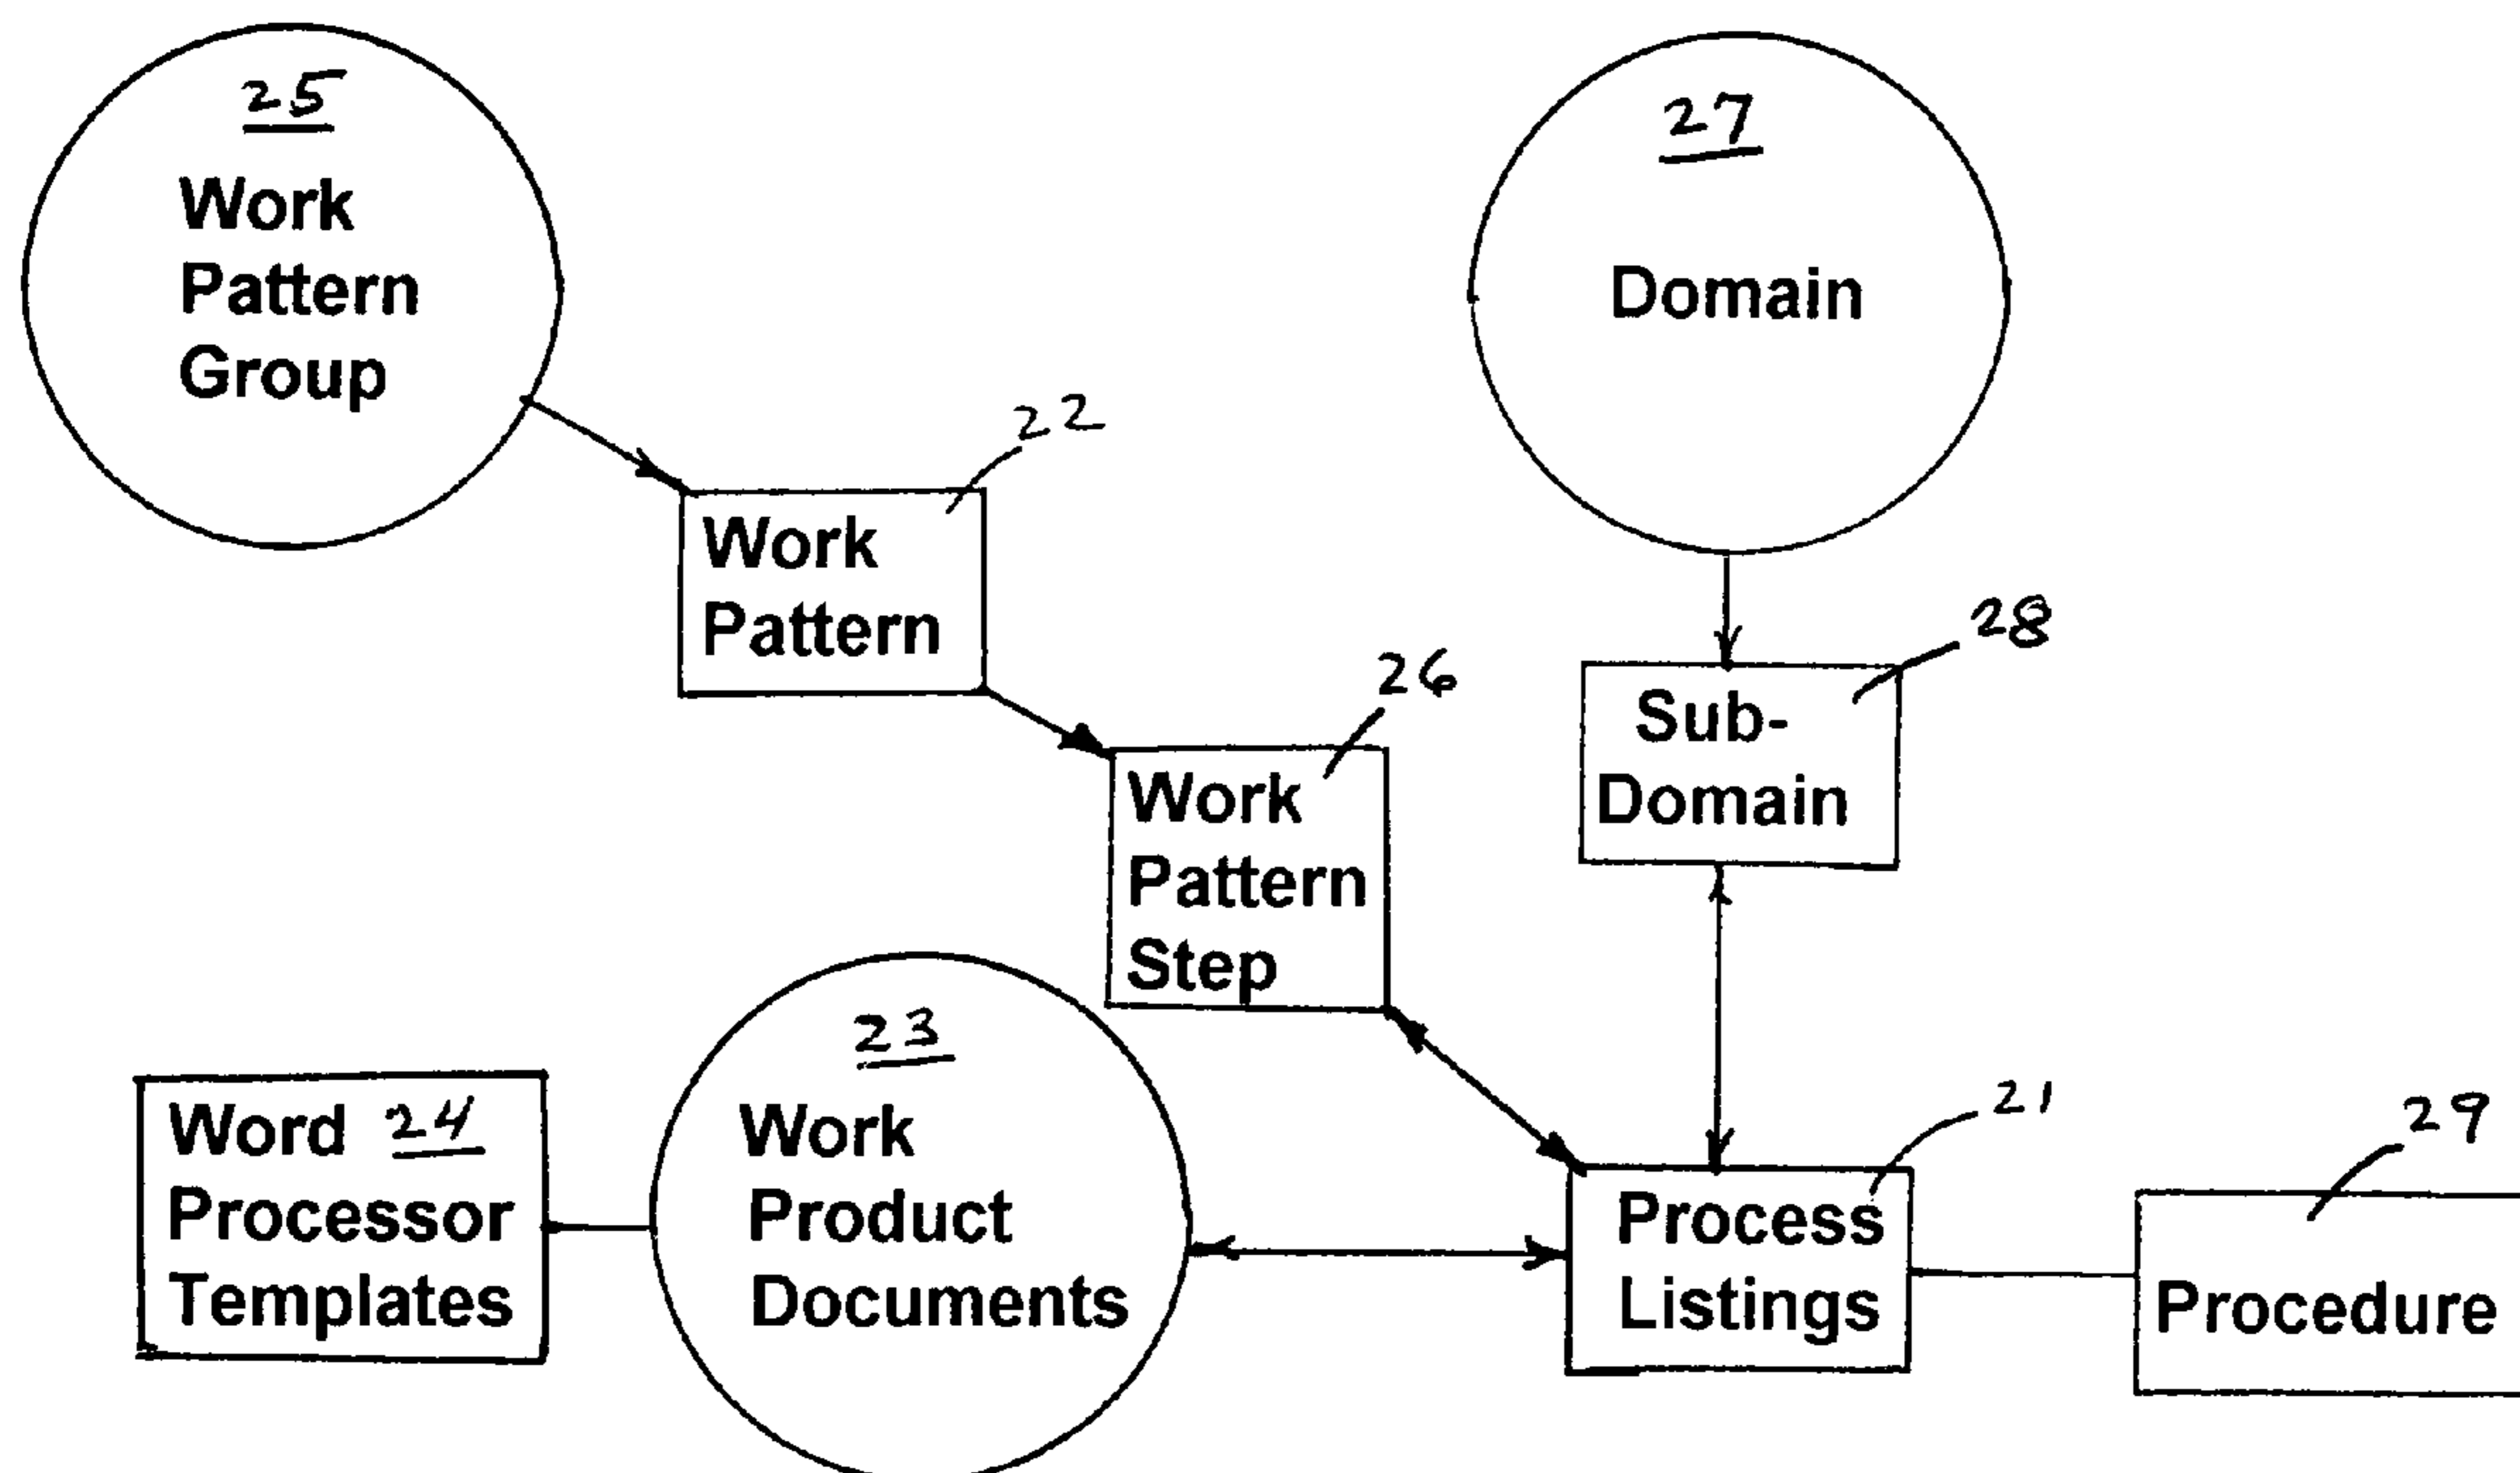 25
Work
Pattern
Group
27
Domain
22
Work
Pattern
28
Sub-
Domain
26
Work
Pattern
Step
23
Work
Product
Documents
Word 24
Processor
Templates
21
Process
Listings
29
Procedure